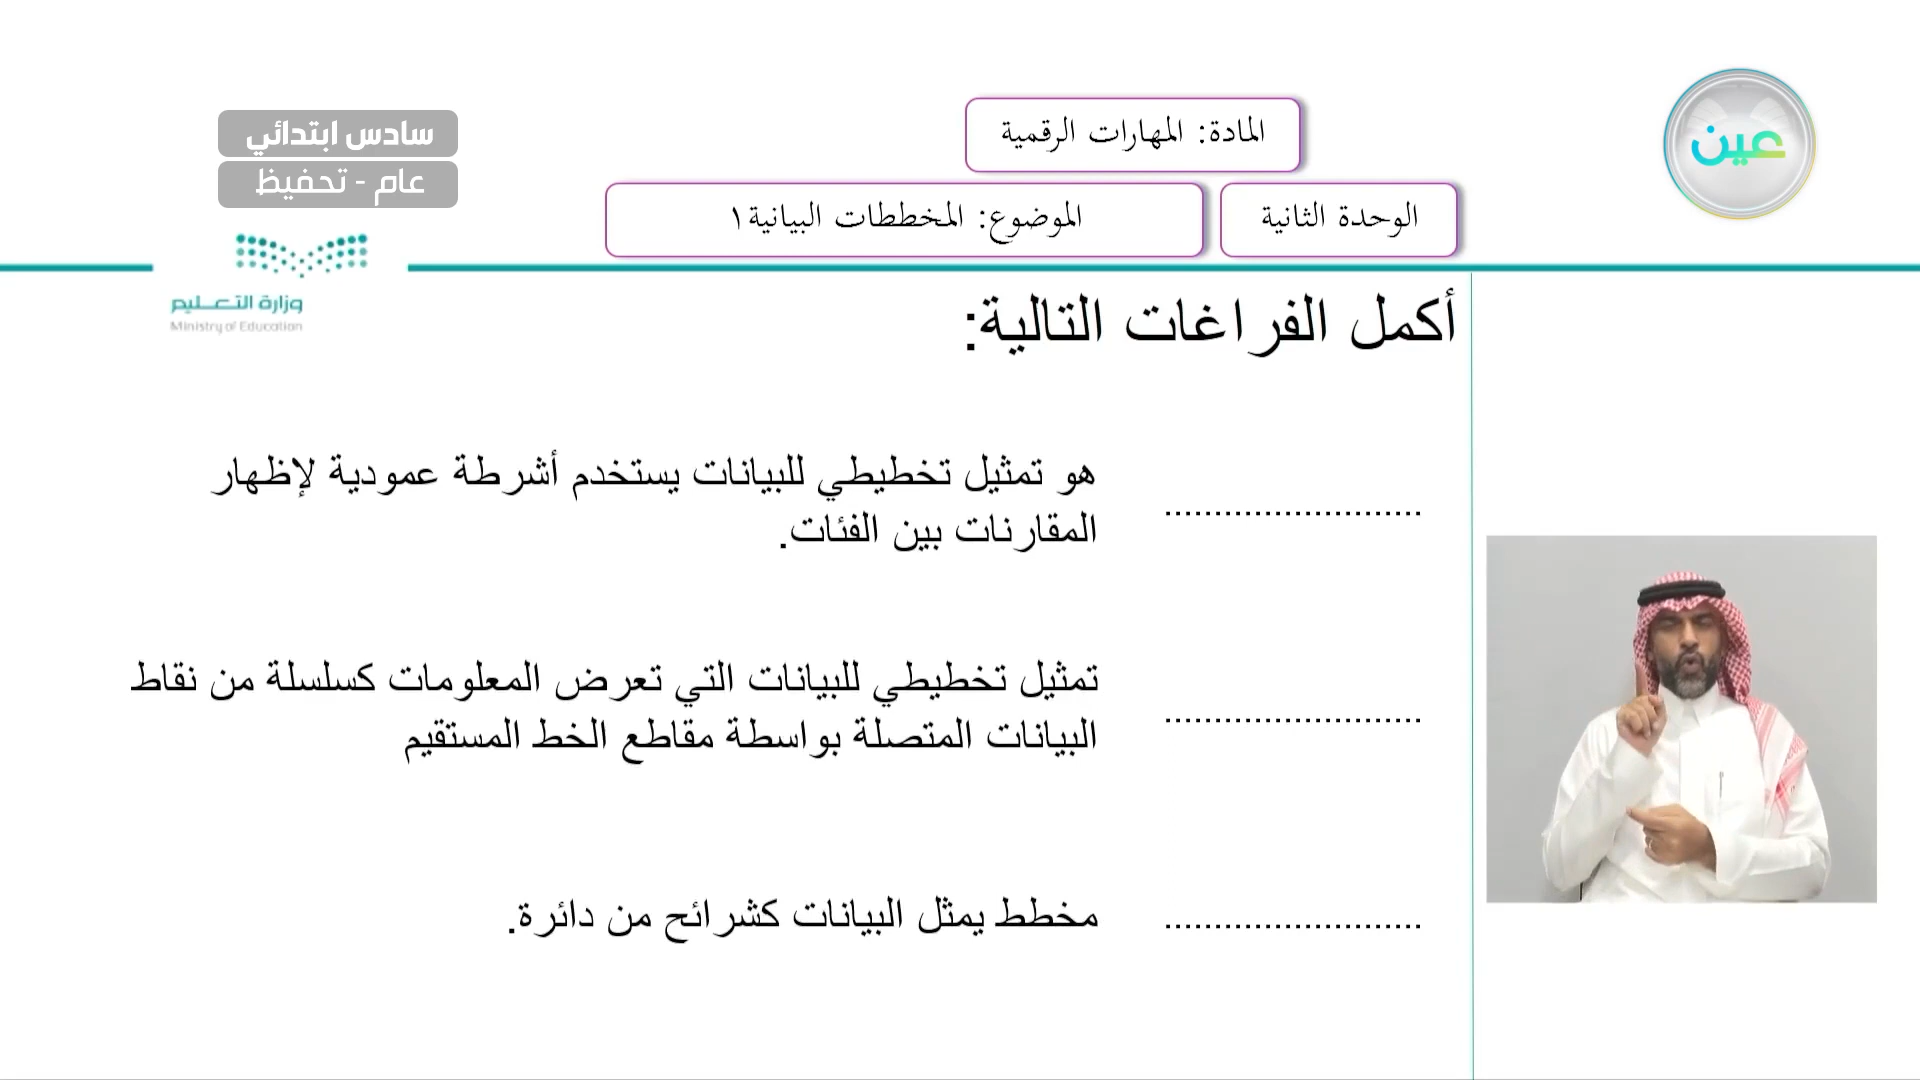 عين
المادة: المهارات الرقمية
سادس ابتدائي
عام - تحفيظ
الوحدة الثانية
الموضوع: المخططات البيانية١
وزارة التعليم
Ministry of Education
أكمل الفراغات التالية:
........................ هو تمثيل تخطيطي للبيانات يستخدم أشرطة عمودية لإظهار
المقارنات بين الفئات.
........................ تمثيل تخطيطي للبيانات التي تعرض المعلومات كسلسلة من نقاط
البيانات المتصلة بواسطة مقاطع الخط المستقيم
........................ مخطط يمثل البيانات كشرائح من دائرة.